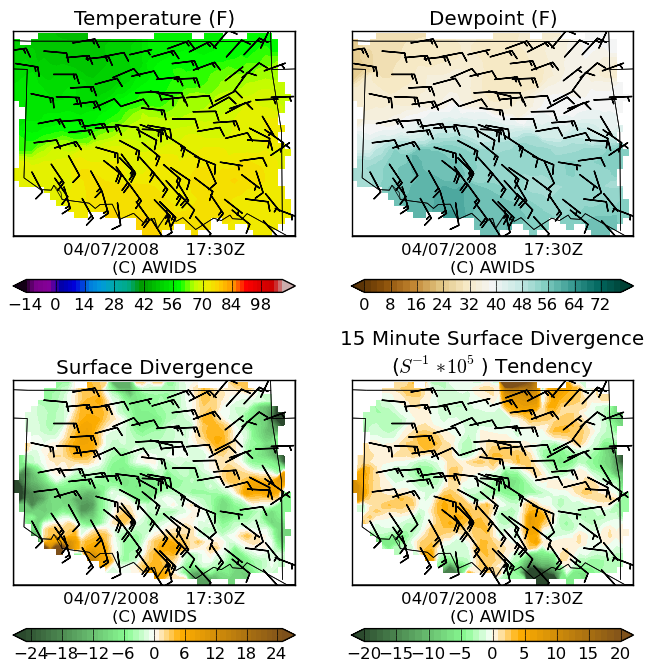 Temperature (F)
Dewpoint (F)
04/07/2008 17:30Z
(C) AWIDS
−14 0 14 28 42 56 70 84 98
04/07/2008 17:30Z
(C) AWIDS
0 8 16 24 32 40 48 56 64 72
Surface Divergence
15 Minute Surface Divergence
(S⁻¹ *10⁵ ) Tendency
04/07/2008 17:30Z
(C) AWIDS
−24 −18 −12 −6 0 6 12 18 24
04/07/2008 17:30Z
(C) AWIDS
−20 −15 −10 −5 0 5 10 15 20